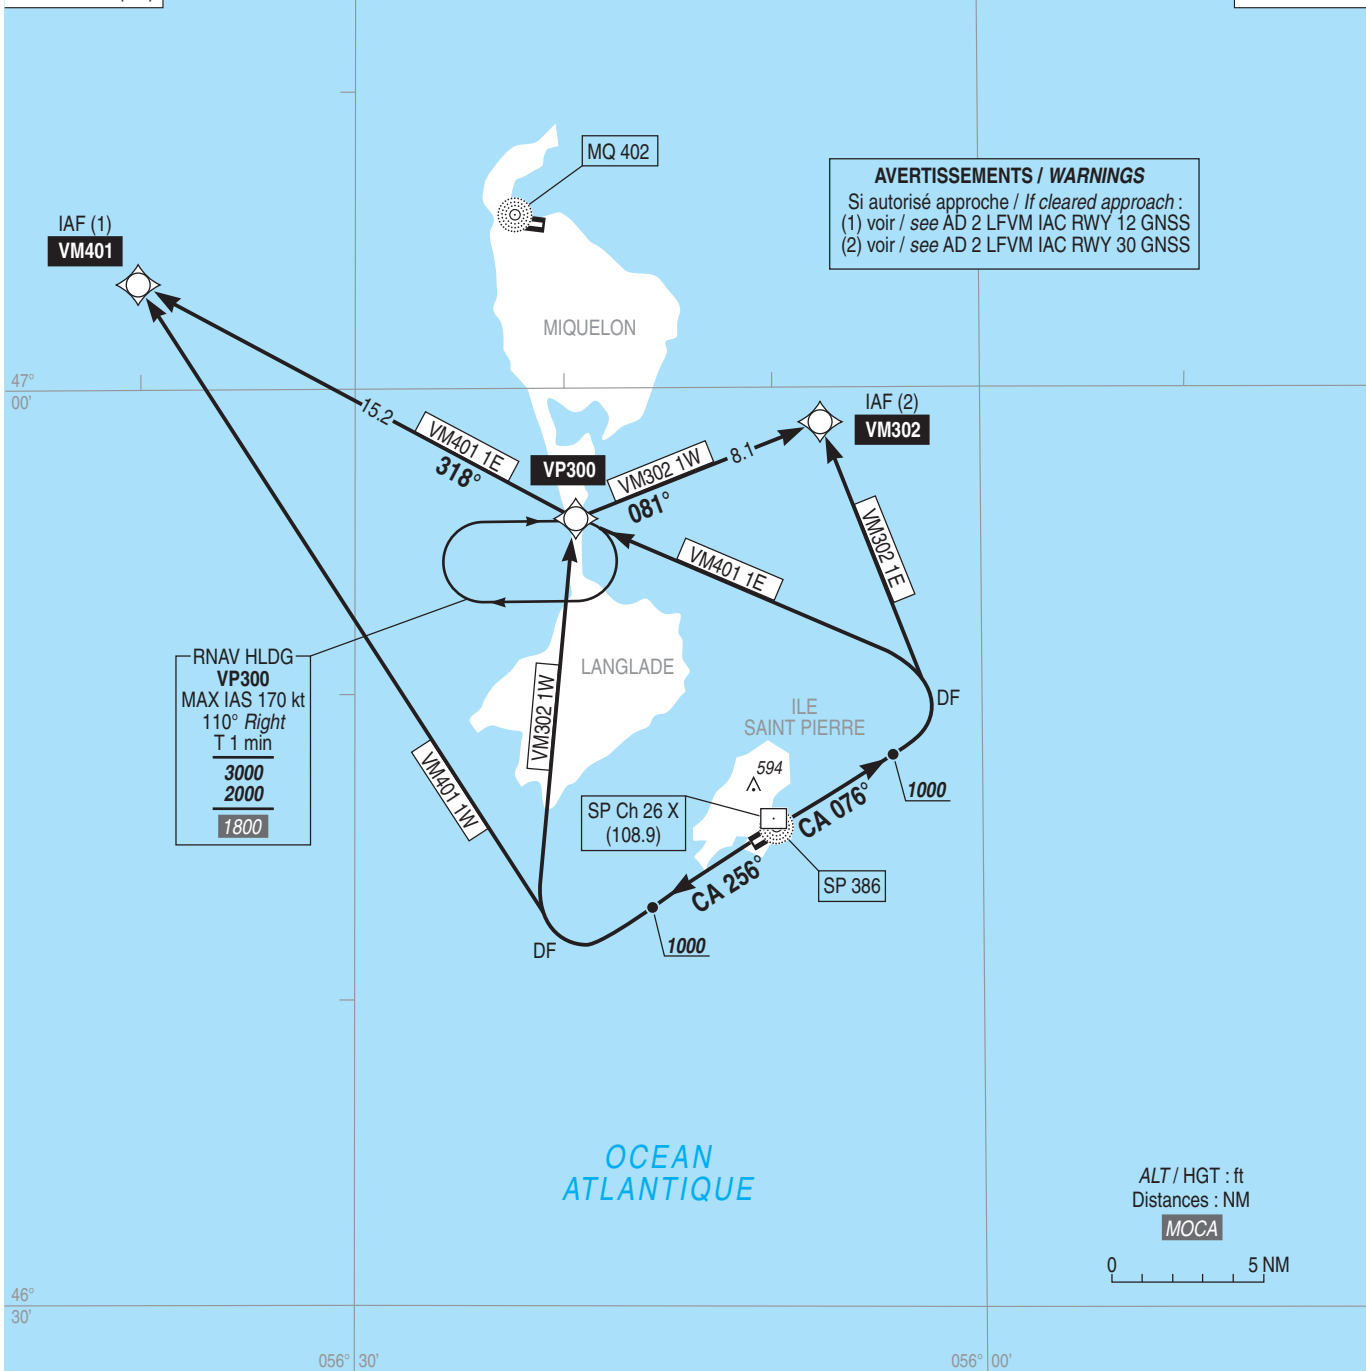 MQ 402
AVERTISSEMENTS / WARNINGS
Si autorisé approche / If cleared approach :
(1) voir / see AD 2 LFVM IAC RWY 12 GNSS
(2) voir / see AD 2 LFVM IAC RWY 30 GNSS
IAF (1)
VM401
MIQUELON
47°
00'
15.2
VM401 1E
318°
VP300
VM302 1W
8.1
081°
IAF (2)
VM302
VM401 1E
VM302 1E
RNAV HLDG
VP300
MAX IAS 170 kt
110° Right
T 1 min
3000
2000
1800
LANGLADE
VM302 1W
VM401 1W
ILE
SAINT PIERRE
DF
594
1000
SP Ch 26 X
(108.9)
CA 076°
CA 256°
SP 386
1000
DF
OCEAN
ATLANTIQUE
ALT / HGT : ft
Distances : NM
MOCA
0 5 NM
46°
30'
056° 30'
056° 00'